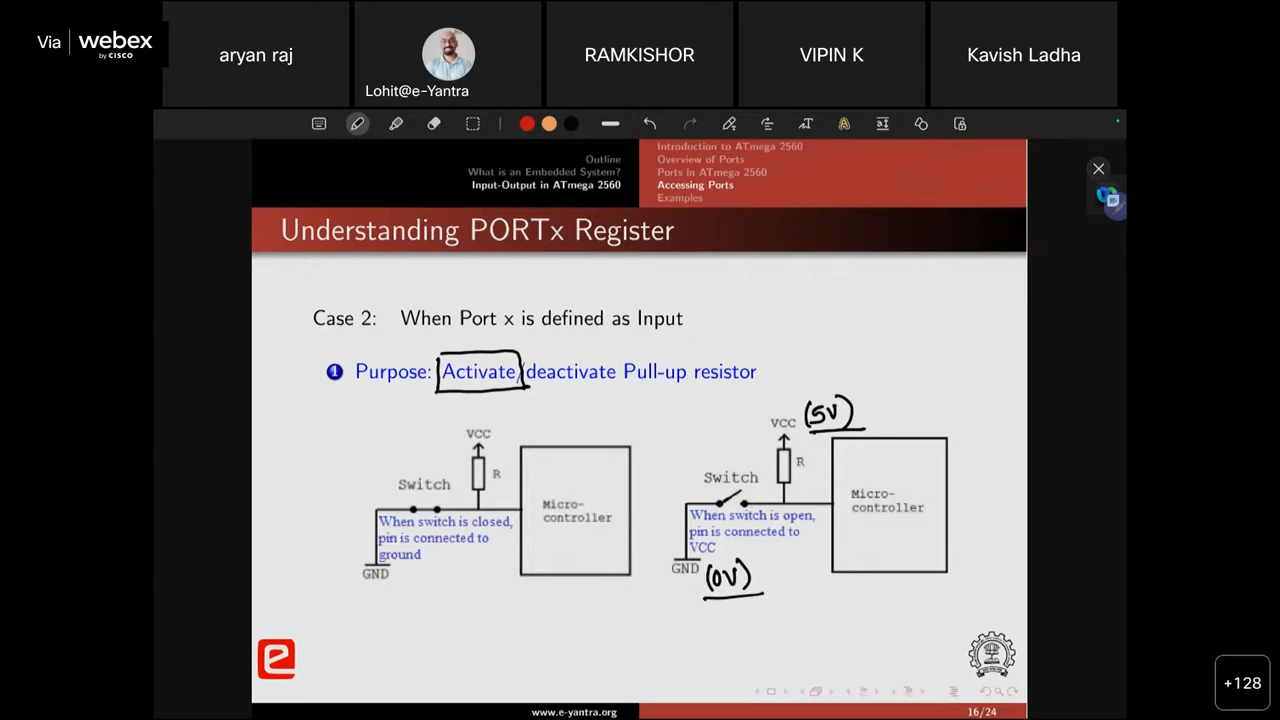 Via webex
by CISCO
aryan raj
Lohit@e-Yantra
RAMKISHOR
VIPIN K
Kavish Ladha
Outline
What is an Embedded System?
Input-Output in ATmega 2560
Introduction to ATmega 2560
Overview of Ports
Ports in ATmega 2560
Accessing Ports
Examples
Understanding PORTx Register
Case 2: When Port x is defined as Input
1 Purpose: Activate/deactivate Pull-up resistor
VCC
R
Switch
Micro-
controller
When switch is closed,
pin is connected to
ground
GND
VCC (5V)
R
Switch
Micro-
controller
When switch is open,
pin is connected to
VCC
GND (0V)
www.e-yantra.org
16/24
+128